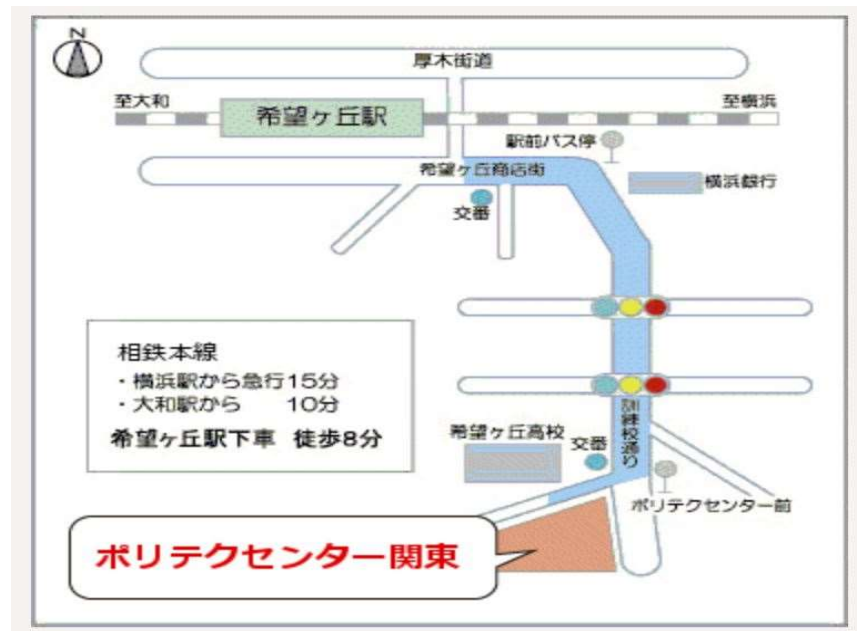 N
厚木街道
至大和
至横浜
希望ヶ丘駅
駅前バス停
希望ヶ丘商店街
横浜銀行
交番
相鉄本線
・横浜駅から急行15分
・大和駅から 10分
希望ヶ丘駅下車 徒歩8分
訓練校通り
希望ヶ丘高校
交番
ポリテクセンター前
ポリテクセンター関東